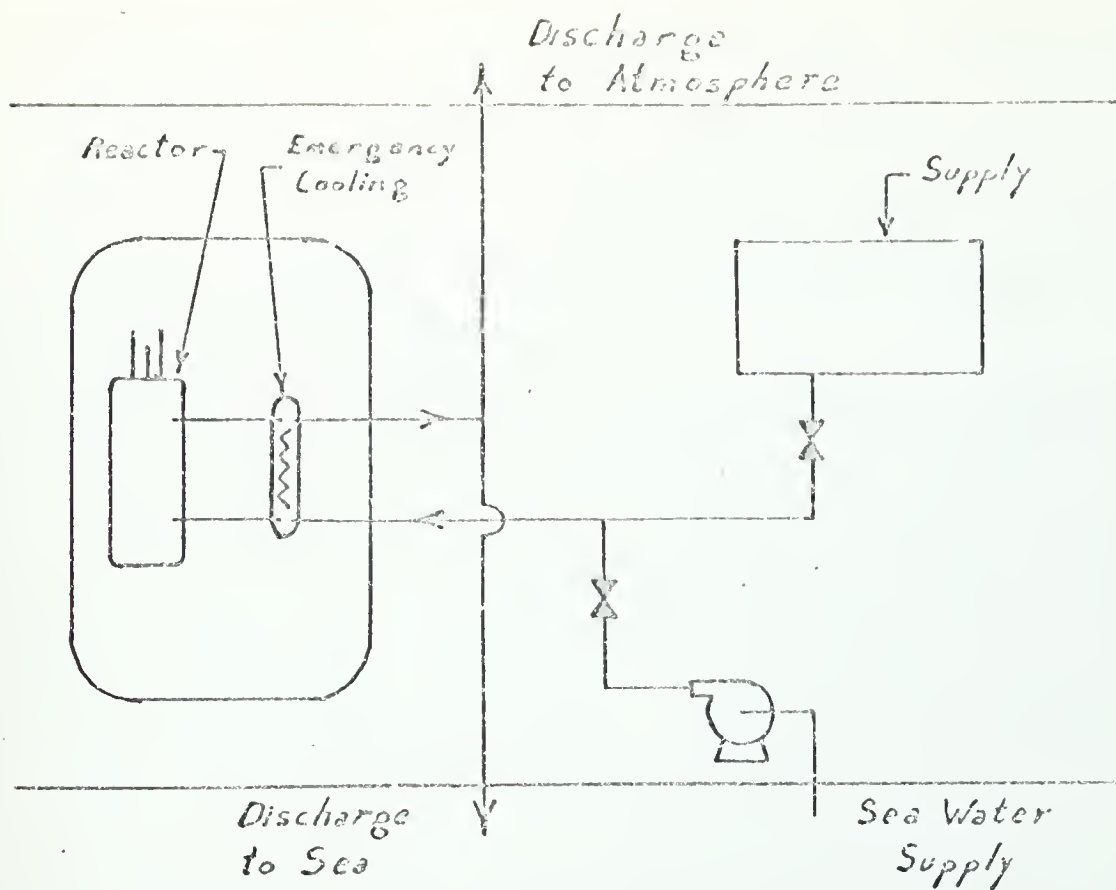 Discharge
to Atmosphere
Reactor
Emergency
Cooling
Supply
Discharge
to Sea
Sea Water
Supply